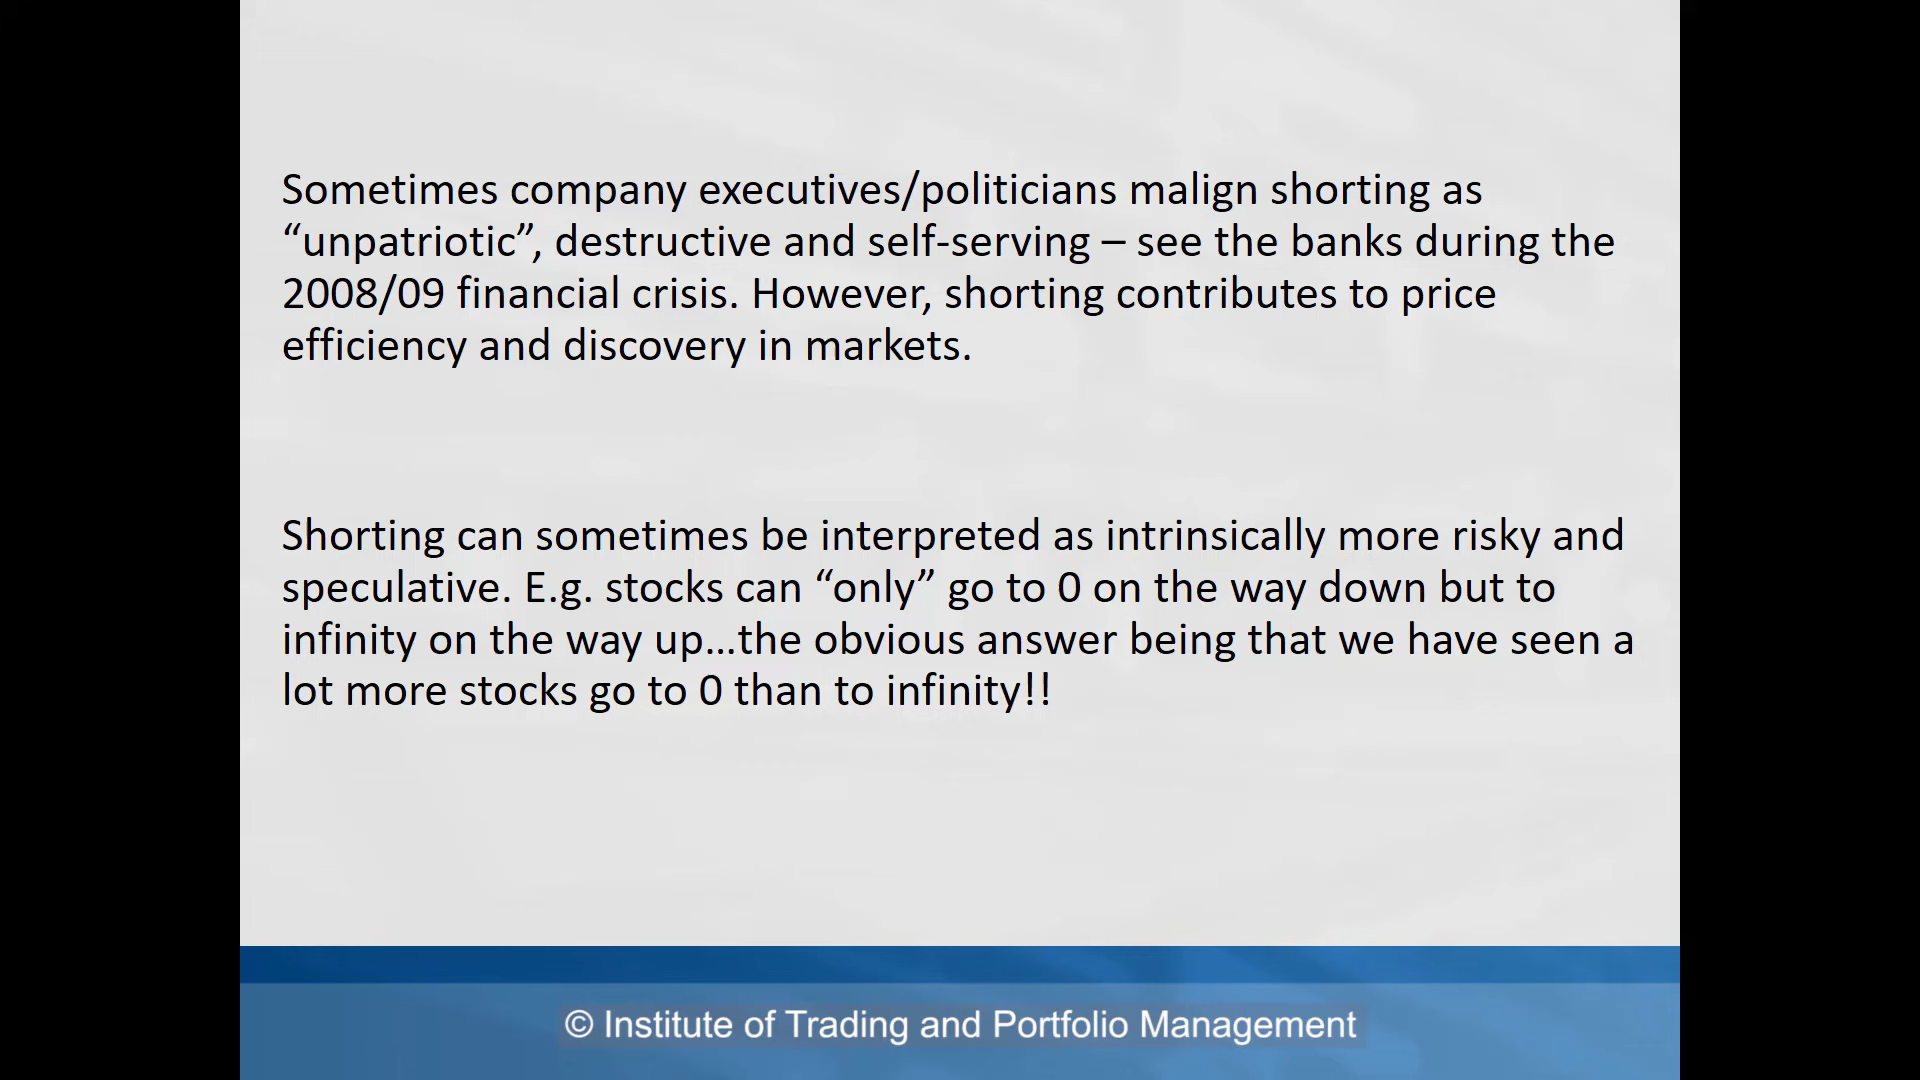 Sometimes company executives/politicians malign shorting as
“unpatriotic”, destructive and self-serving – see the banks during the
2008/09 financial crisis. However, shorting contributes to price
efficiency and discovery in markets.
Shorting can sometimes be interpreted as intrinsically more risky and
speculative. E.g. stocks can “only” go to 0 on the way down but to
infinity on the way up…the obvious answer being that we have seen a
lot more stocks go to 0 than to infinity!!
© Institute of Trading and Portfolio Management